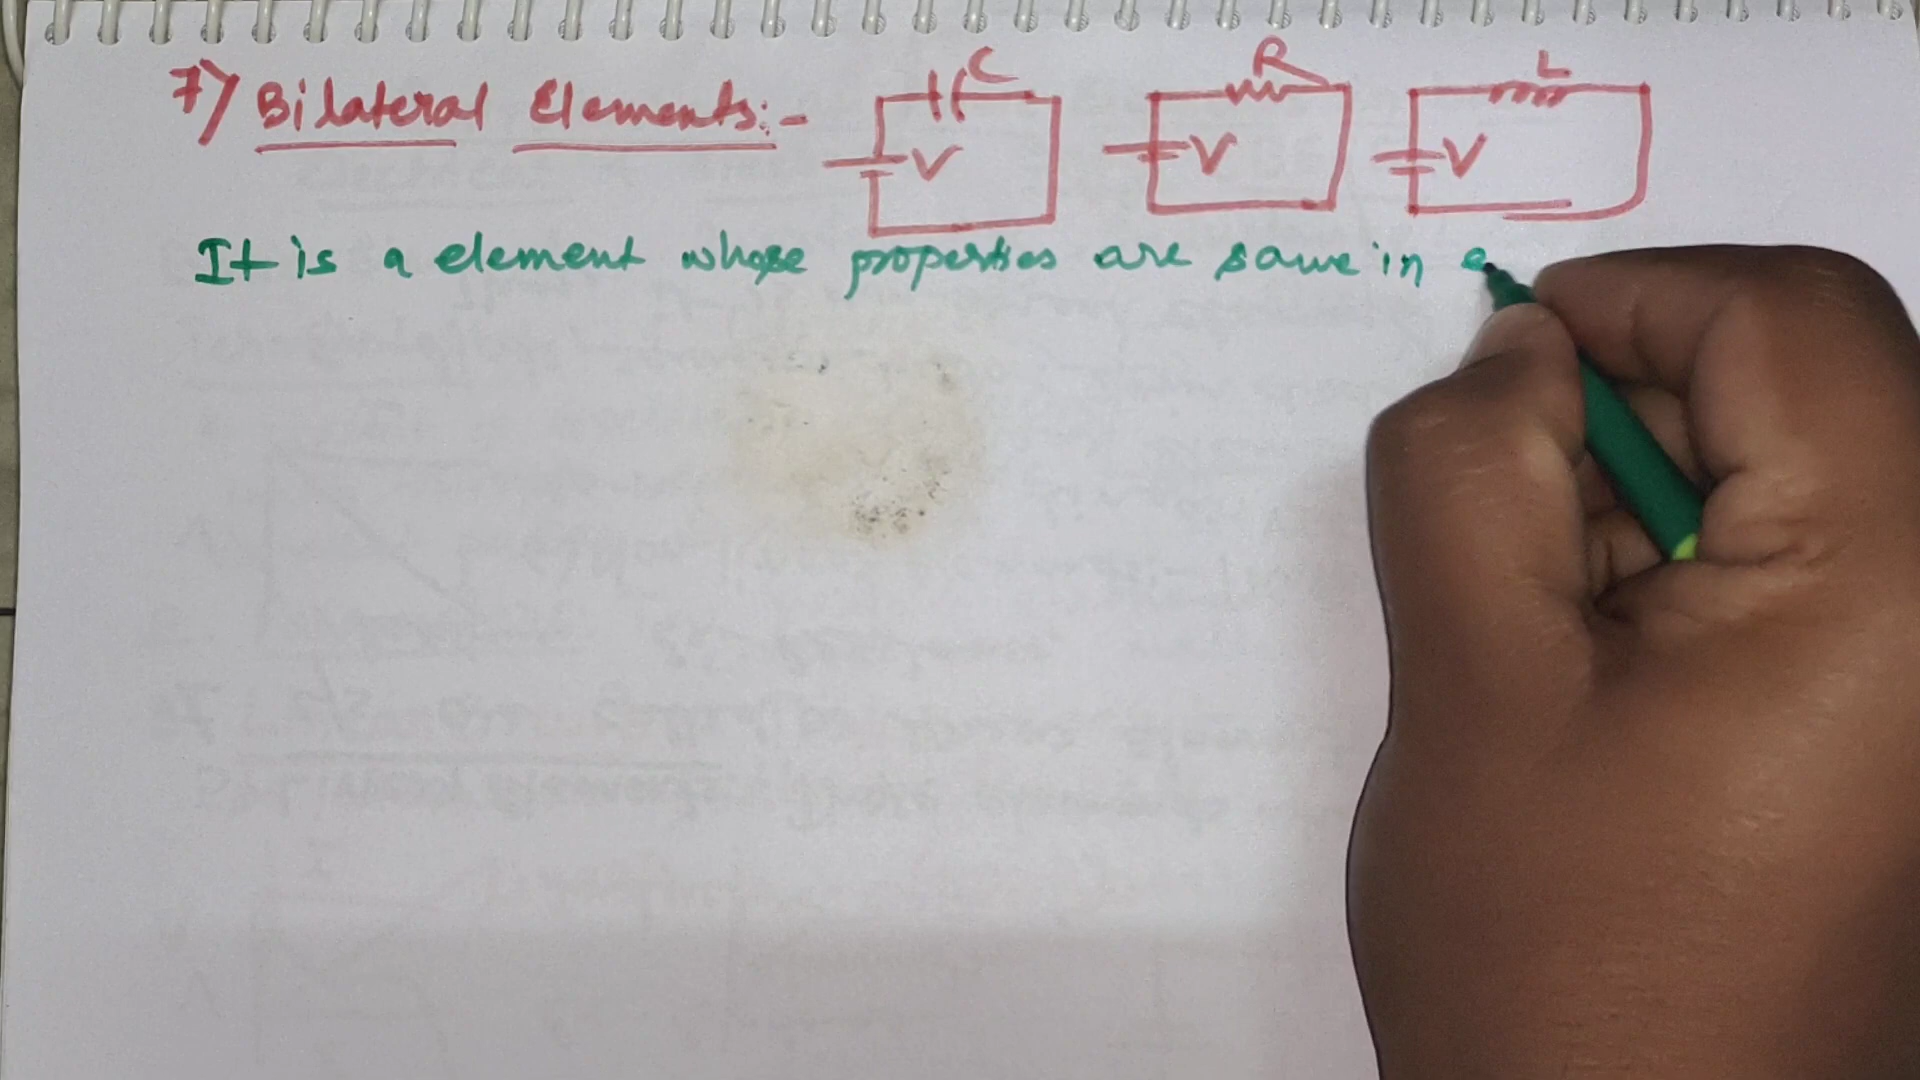 7) Bilateral Elements:-
C
V
R
V
L
V
It is a element whose properties are same in